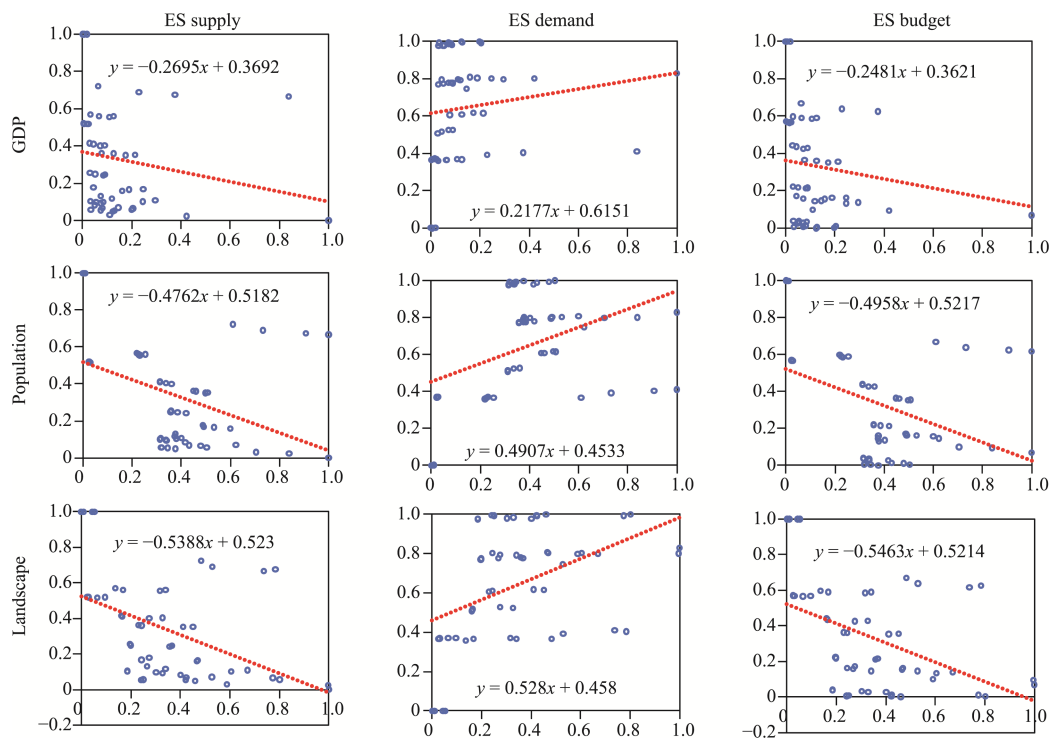 ES supply
ES demand
ES budget
GDP
1.0
0.8
0.6
0.4
0.2
0
y = −0.2695x + 0.3692
0 0.2 0.4 0.6 0.8 1.0
1.0
0.8
0.6
0.4
0.2
0
y = 0.2177x + 0.6151
0 0.2 0.4 0.6 0.8 1.0
1.0
0.8
0.6
0.4
0.2
0
y = −0.2481x + 0.3621
0 0.2 0.4 0.6 0.8 1.0
Population
1.0
0.8
0.6
0.4
0.2
0
y = −0.4762x + 0.5182
0 0.2 0.4 0.6 0.8 1.0
1.0
0.8
0.6
0.4
0.2
0
y = 0.4907x + 0.4533
0 0.2 0.4 0.6 0.8 1.0
1.0
0.8
0.6
0.4
0.2
0
y = −0.4958x + 0.5217
0 0.2 0.4 0.6 0.8 1.0
Landscape
1.0
0.8
0.6
0.4
0.2
0
−0.2
y = −0.5388x + 0.523
0.2 0.4 0.6 0.8 1.0
1.0
0.8
0.6
0.4
0.2
0
y = 0.528x + 0.458
0 0.2 0.4 0.6 0.8 1.0
1.0
0.8
0.6
0.4
0.2
0
−0.2
y = −0.5463x + 0.5214
0 0.2 0.4 0.6 0.8 1.0